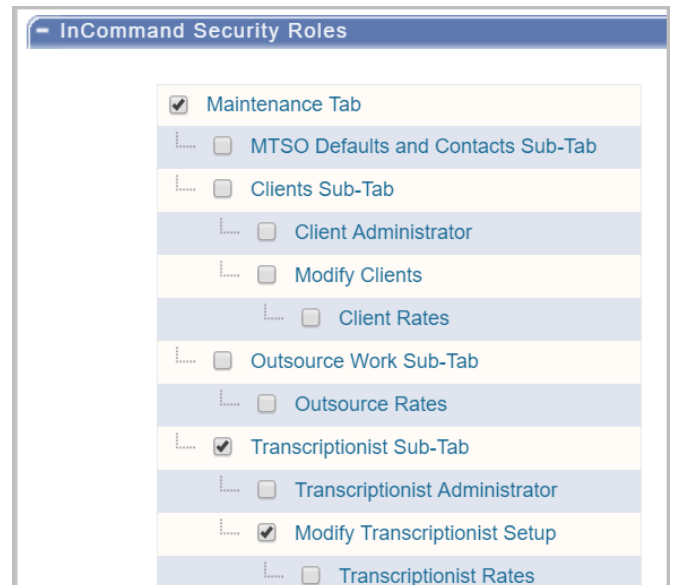 InCommand Security Roles
Maintenance Tab
MTSO Defaults and Contacts Sub-Tab
Clients Sub-Tab
Client Administrator
Modify Clients
Client Rates
Outsource Work Sub-Tab
Outsource Rates
Transcriptionist Sub-Tab
Transcriptionist Administrator
Modify Transcriptionist Setup
Transcriptionist Rates